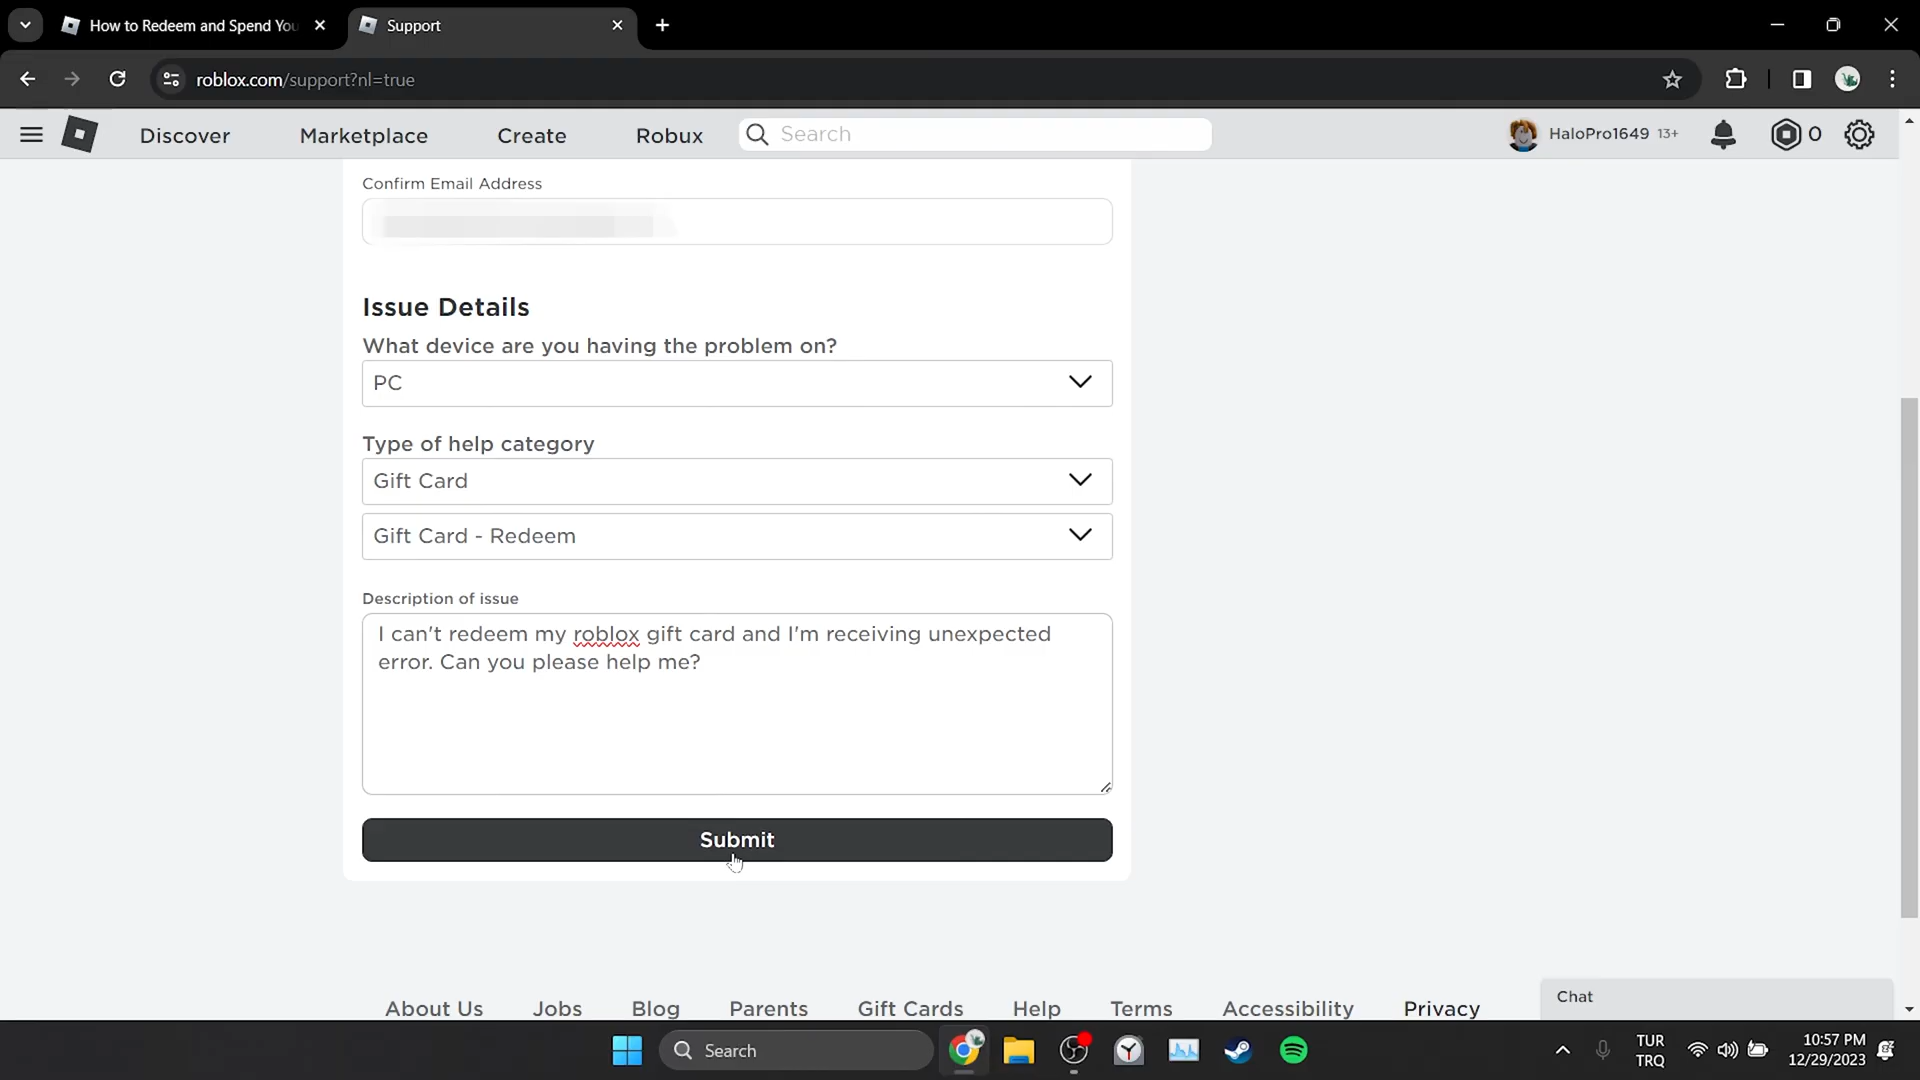 How to Redeem and Spend You
Support
roblox.com/support?nl=true
Discover
Marketplace
Create
Robux
Search
HaloPro1649 13+
0
Confirm Email Address
Issue Details
What device are you having the problem on?
PC
Type of help category
Gift Card
Gift Card - Redeem
Description of issue
I can't redeem my roblox gift card and I'm receiving unexpected
error. Can you please help me?
Submit
About Us
Jobs
Blog
Parents
Gift Cards
Help
Terms
Accessibility
Privacy
Chat
Search
TUR
TRQ
10:57 PM
12/29/2023